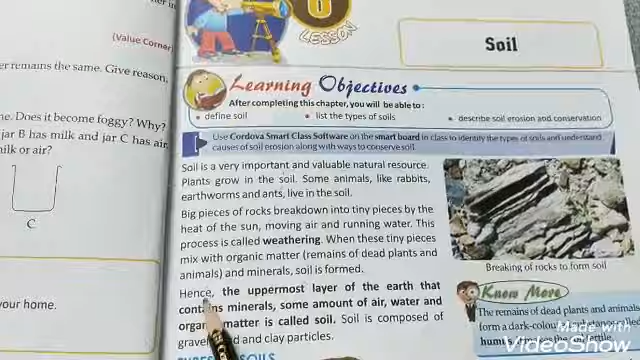 (Value Corner)
er remains the same. Give reason,
ne. Does it become foggy? Why?
jar B has milk and jar C has air,
nilk or air?
C
your home.
6
LESSON
Soil
Learning Objectives
After completing this chapter, you will be able to :
• define soil • list the types of soils • describe soil erosion and conservation
Use Cordova Smart Class Software on the smart board in class to identify the types of soils and understand
causes of soil erosion along with ways to conserve soil.
Soil is a very important and valuable natural resource.
Plants grow in the soil. Some animals, like rabbits,
earthworms and ants, live in the soil.
Big pieces of rocks breakdown into tiny pieces by the
heat of the sun, moving air and running water. This
process is called weathering. When these tiny pieces
mix with organic matter (remains of dead plants and
animals) and minerals, soil is formed.
Hence, the uppermost layer of the earth that
contains minerals, some amount of air, water and
organic matter is called soil. Soil is composed of
gravel, and clay particles.
Breaking of rocks to form soil
Know More
The remains of dead plants and animals
form a dark-colou
Made with
VideoShow